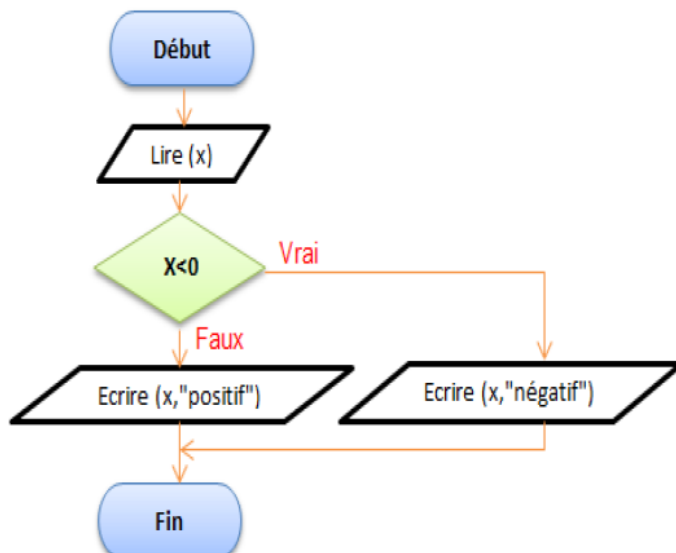 Début
Lire (x)
X<0
Vrai
Faux
Ecrire (x,"positif")
Ecrire (x,"négatif")
Fin